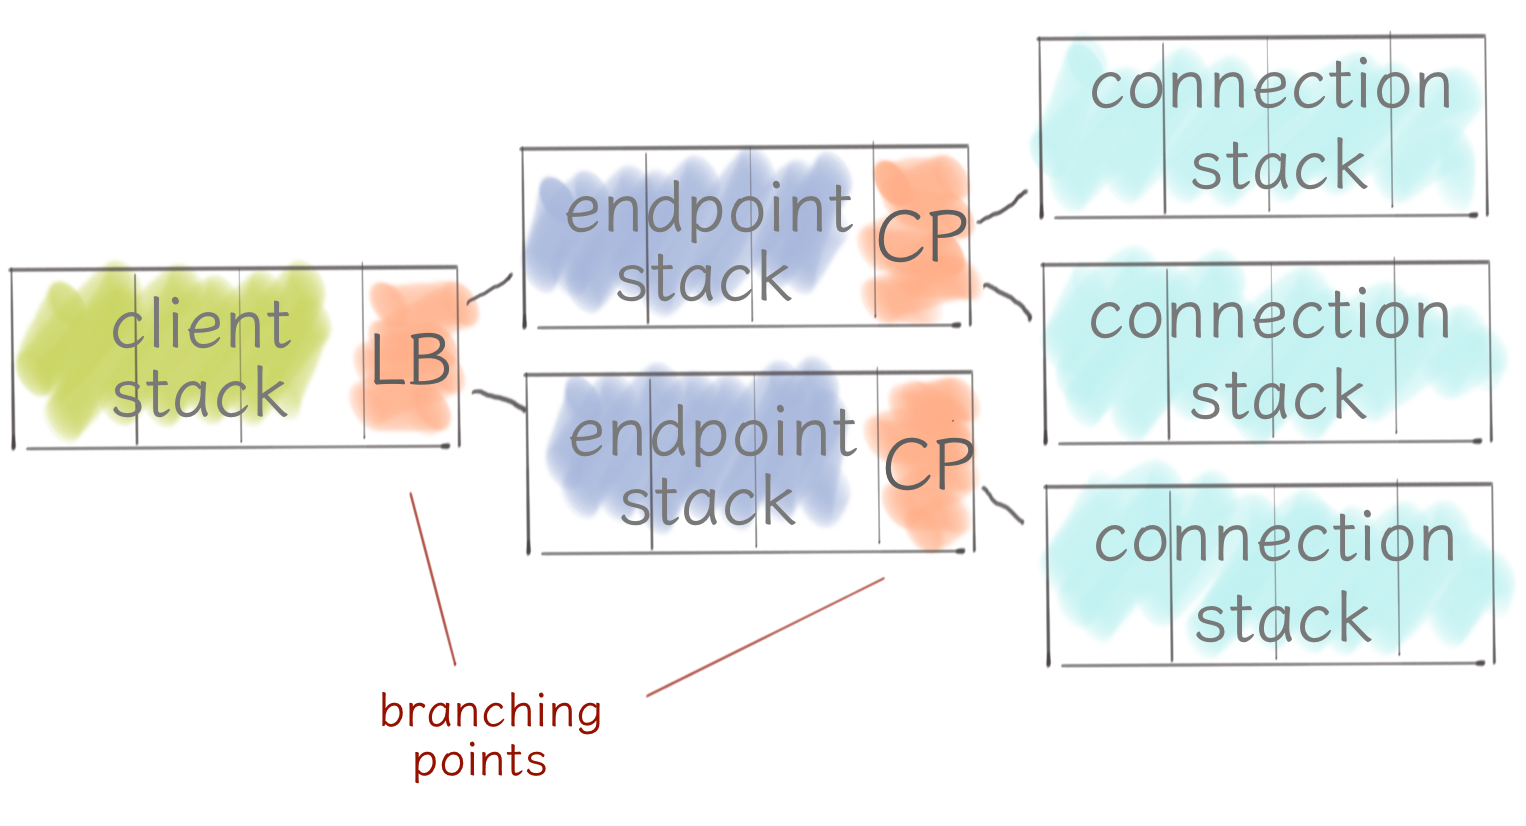 client
stack
LB
endpoint
stack
CP
endpoint
stack
CP
connection
stack
connection
stack
connection
stack
branching
points